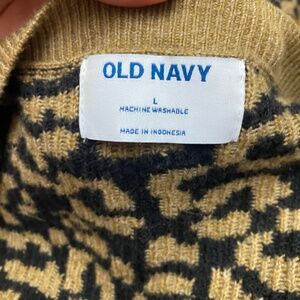 OLD NAVY
L
MACHINE WASHABLE
MADE IN INDONESIA